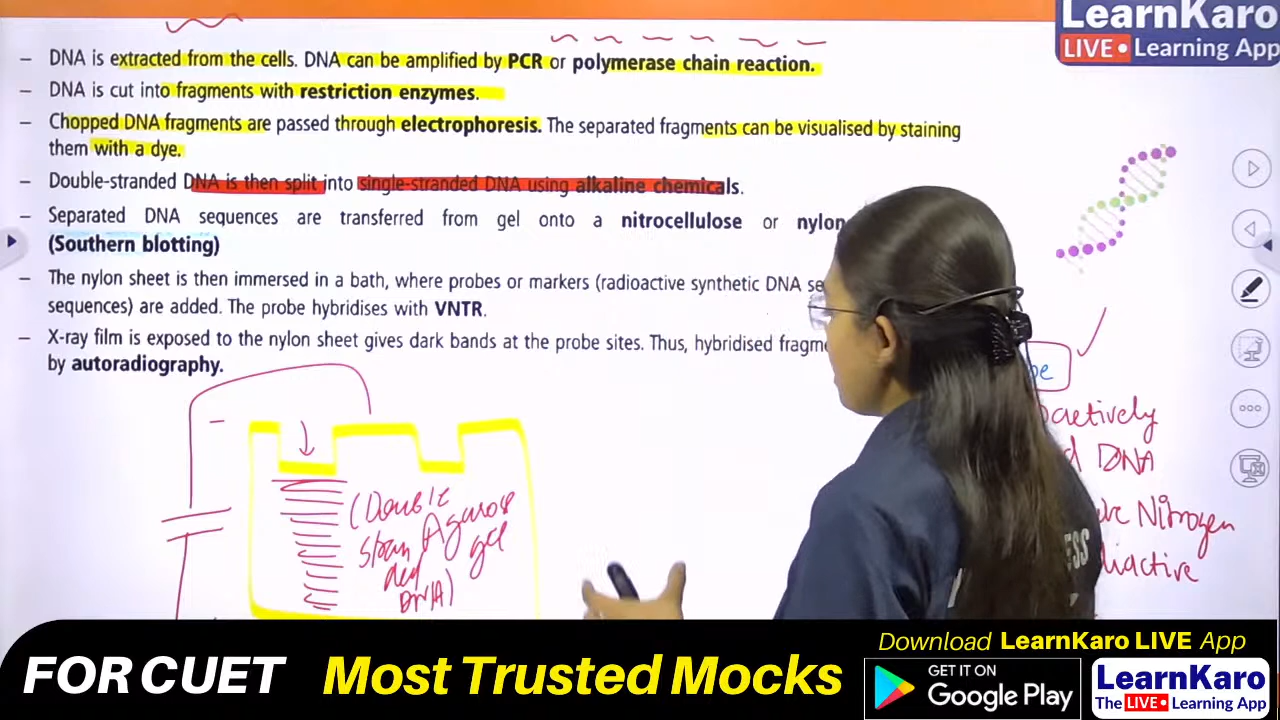 LearnKaro
LIVE • Learning App
– DNA is extracted from the cells. DNA can be amplified by PCR or polymerase chain reaction.
– DNA is cut into fragments with restriction enzymes.
– Chopped DNA fragments are passed through electrophoresis. The separated fragments can be visualised by staining
them with a dye.
– Double-stranded DNA is then split into single-stranded DNA using alkaline chemicals.
– Separated DNA sequences are transferred from gel onto a nitrocellulose or nylon
(Southern blotting)
– The nylon sheet is then immersed in a bath, where probes or markers (radioactive synthetic DNA
sequences) are added. The probe hybridises with VNTR.
– X-ray film is exposed to the nylon sheet gives dark bands at the probe sites. Thus, hybridised
by autoradiography.
DNA
Nitrogen
(Double
Agarose
gel
DNA)
ESS
FOR CUET Most Trusted Mocks
Download LearnKaro LIVE App
GET IT ON
Google Play
LearnKaro
The LIVE • Learning App